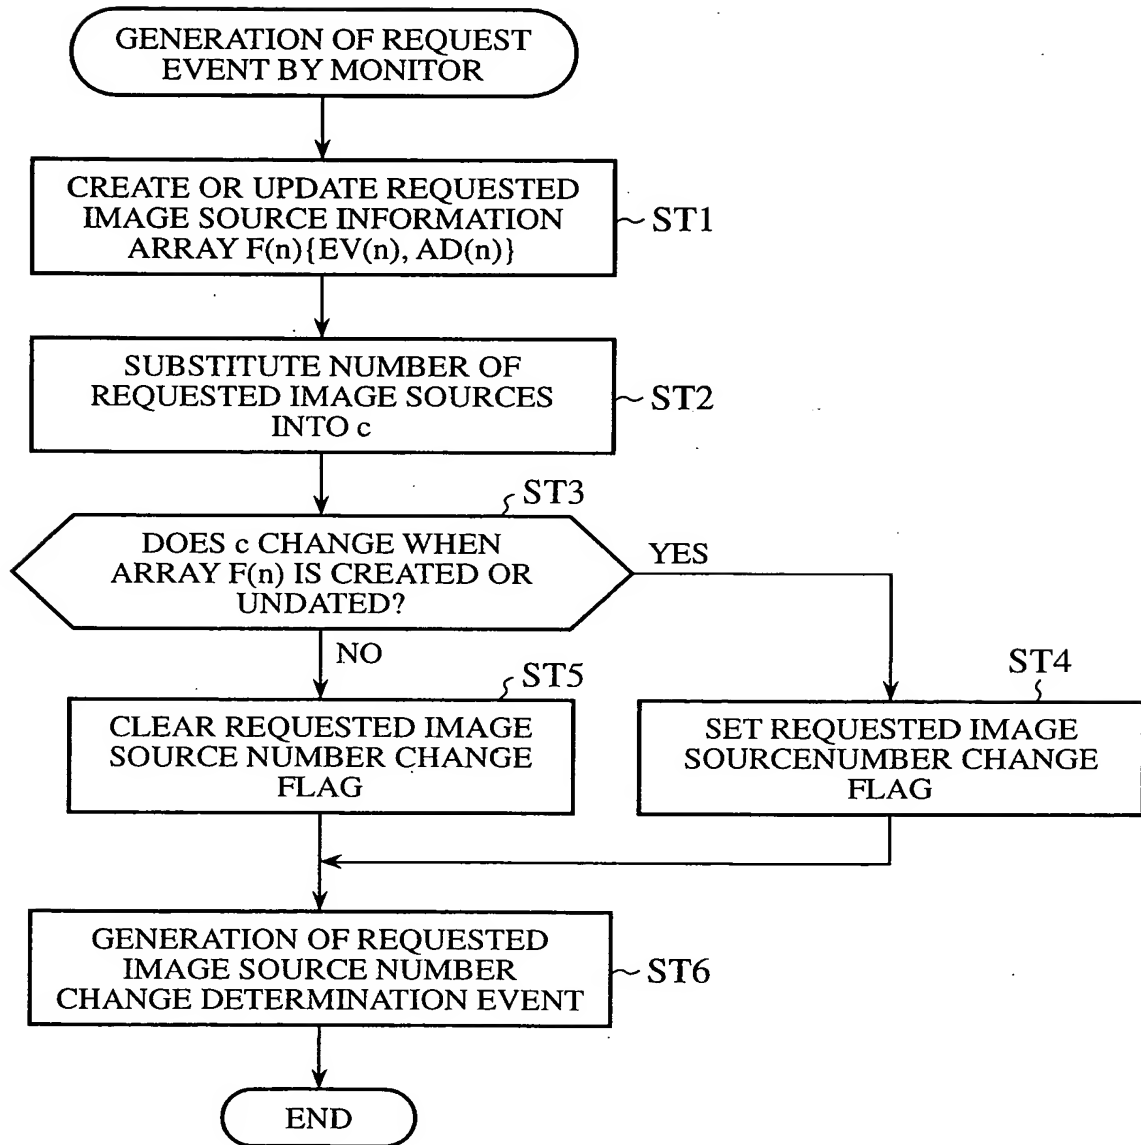 GENERATION OF REQUEST
EVENT BY MONITOR
CREATE OR UPDATE REQUESTED
IMAGE SOURCE INFORMATION
ARRAY F(n){EV(n), AD(n)}
ST1
SUBSTITUTE NUMBER OF
REQUESTED IMAGE SOURCES
INTO c
ST2
ST3
DOES c CHANGE WHEN
ARRAY F(n) IS CREATED OR
UNDATED?
YES
NO
ST5
CLEAR REQUESTED IMAGE
SOURCE NUMBER CHANGE
FLAG
ST4
SET REQUESTED IMAGE
SOURCENUMBER CHANGE
FLAG
GENERATION OF REQUESTED
IMAGE SOURCE NUMBER
CHANGE DETERMINATION EVENT
ST6
END